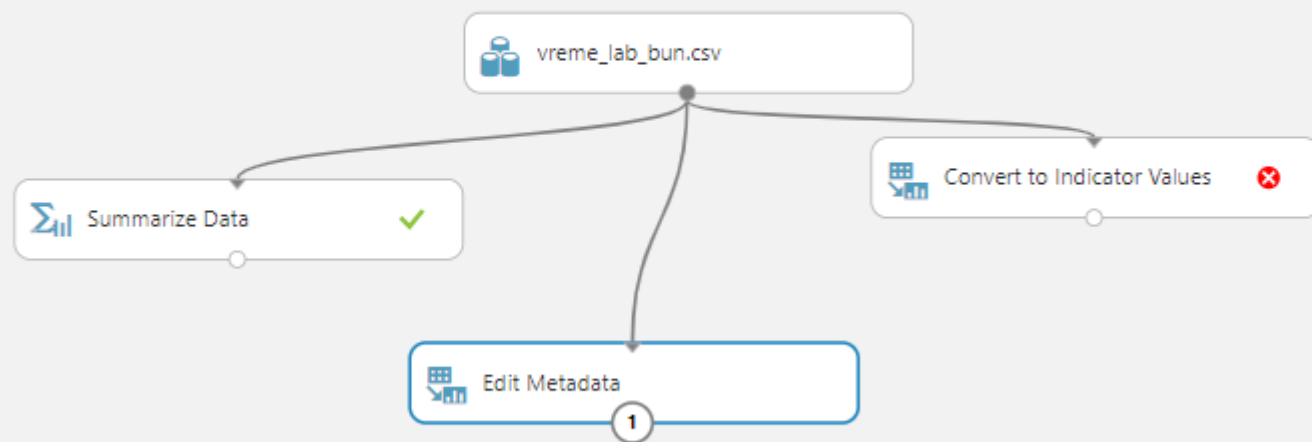 vreme_lab_bun.csv
Convert to Indicator Values
Summarize Data
Edit Metadata
1